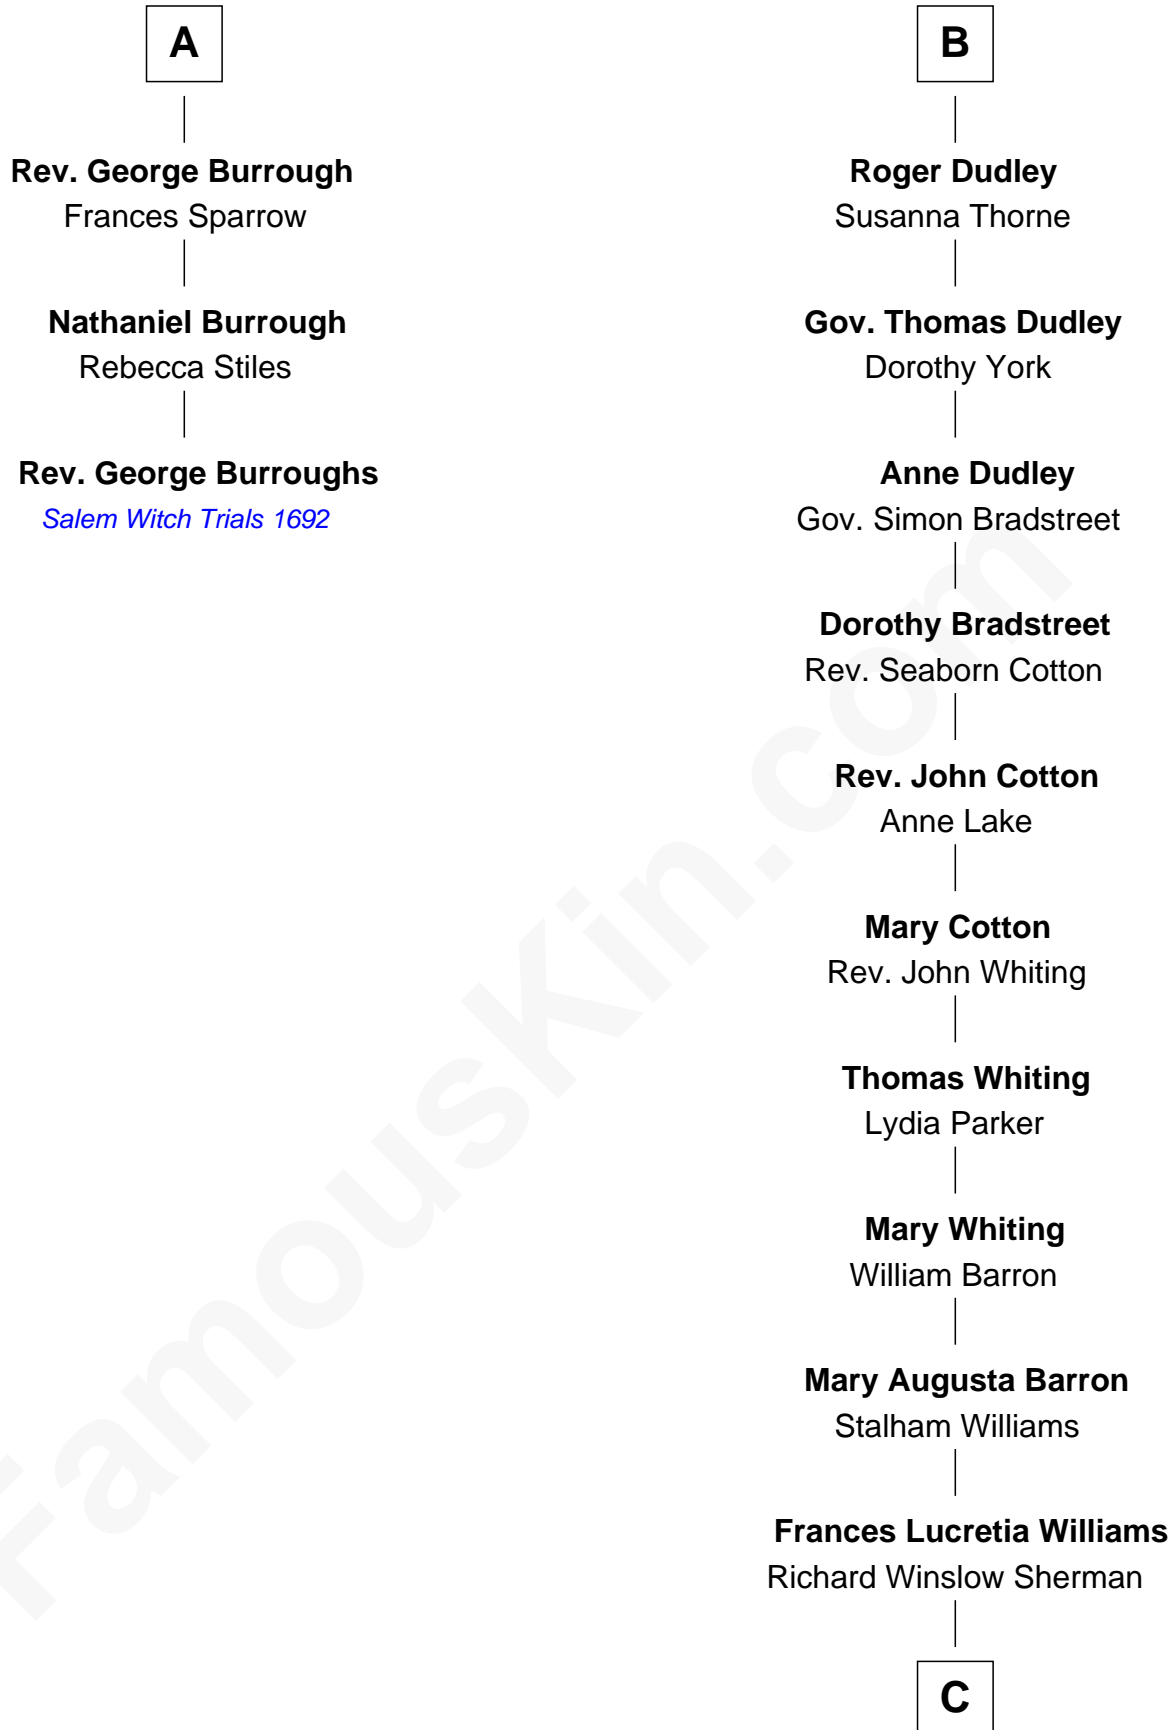 A
Rev. George Burrough
Frances Sparrow
Nathaniel Burrough
Rebecca Stiles
Rev. George Burroughs
Salem Witch Trials 1692
B
Roger Dudley
Susanna Thorne
Gov. Thomas Dudley
Dorothy York
Anne Dudley
Gov. Simon Bradstreet
Dorothy Bradstreet
Rev. Seaborn Cotton
Rev. John Cotton
Anne Lake
Mary Cotton
Rev. John Whiting
Thomas Whiting
Lydia Parker
Mary Whiting
William Barron
Mary Augusta Barron
Stalham Williams
Frances Lucretia Williams
Richard Winslow Sherman
C
FamousKin.com